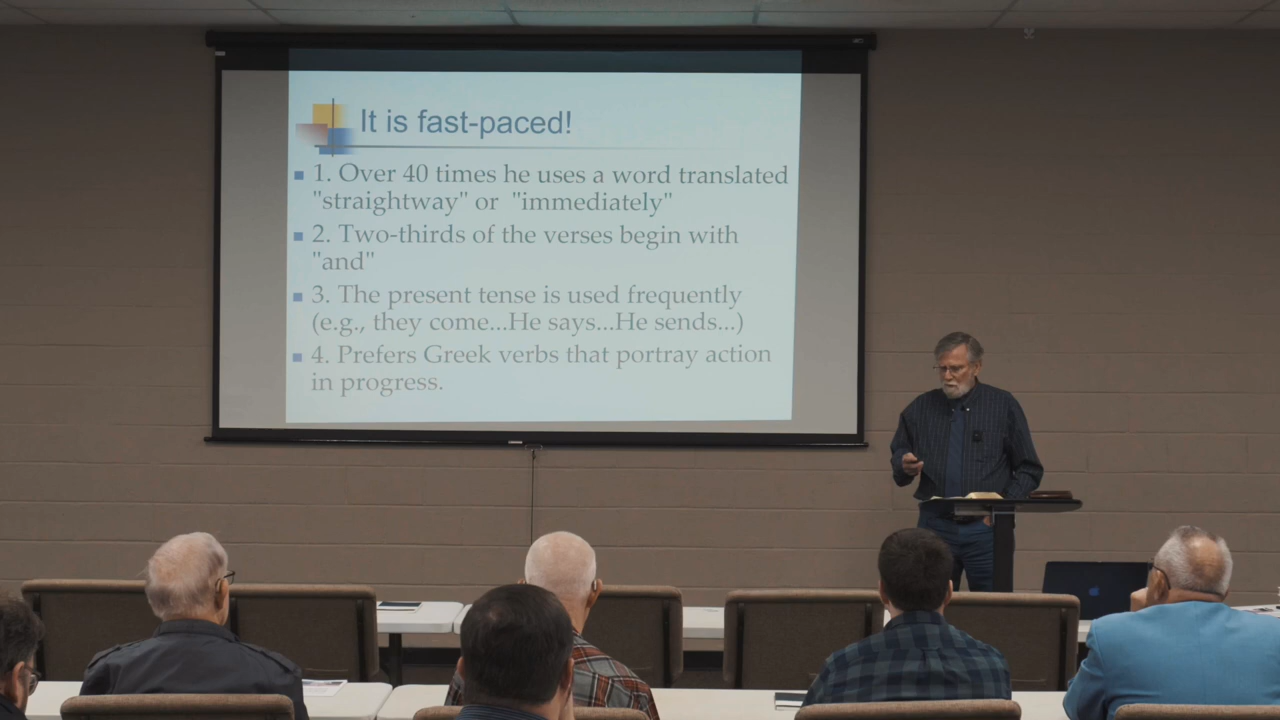 It is fast-paced!
1. Over 40 times he uses a word translated
"straightway" or "immediately"
2. Two-thirds of the verses begin with
"and"
3. The present tense is used frequently
(e.g., they come...He says...He sends...)
4. Prefers Greek verbs that portray action
in progress.